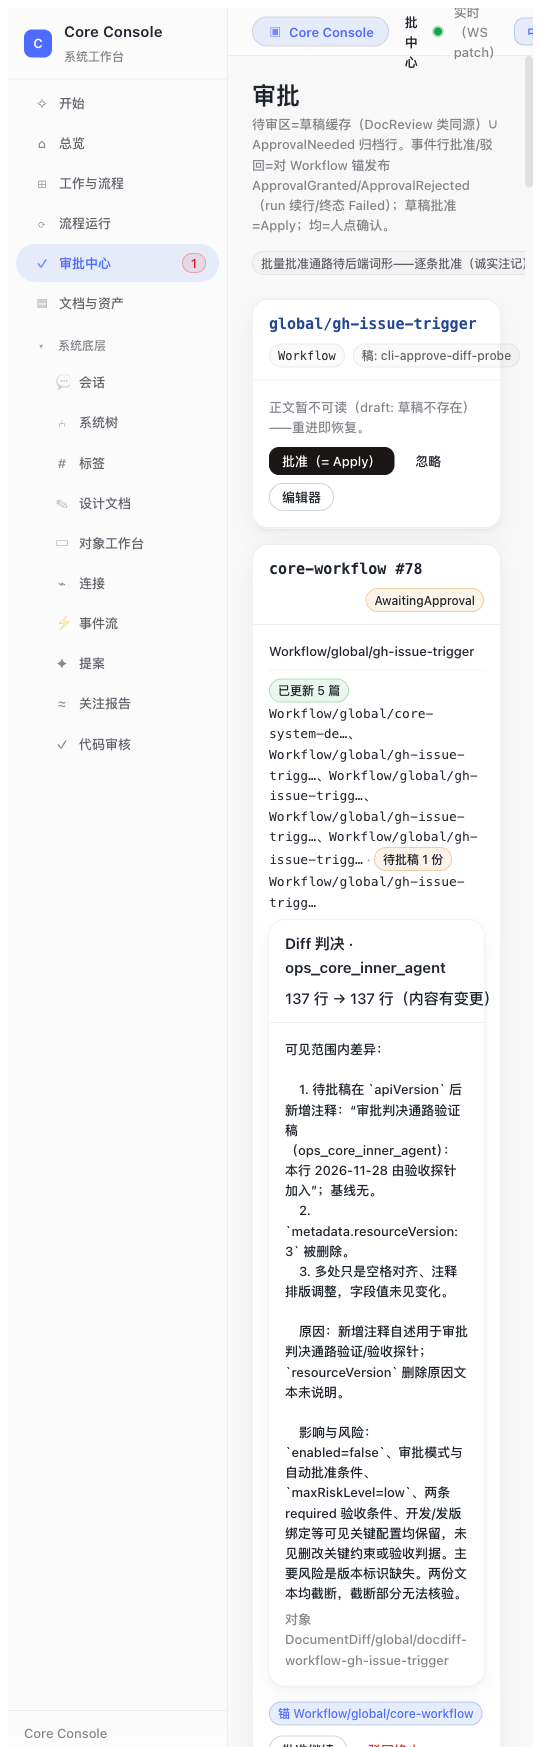 C
Core Console
系统工作台
开始
总览
工作与流程
流程运行
审批中心
1
文档与资产
系统底层
会话
系统树
# 标签
设计文档
对象工作台
连接
事件流
提案
关注报告
代码审核
Core Console
Core Console
批
中
心
实时
（WS
patch）
审批
待审区=草稿缓存（DocReview 类同源）∪
ApprovalNeeded 归档行。事件行批准/驳
回=对 Workflow 锚发布
ApprovalGranted/ApprovalRejected
（run 续行/终态 Failed）；草稿批准
=Apply；均=人点确认。
批量批准通路待后端词形——逐条批准（诚实注记）
global/gh-issue-trigger
Workflow
稿: cli-approve-diff-probe
正文暂不可读（draft: 草稿不存在）
——重进即恢复。
批准（= Apply）
忽略
编辑器
core-workflow #78
AwaitingApproval
Workflow/global/gh-issue-trigger
已更新 5 篇
Workflow/global/core-
system-de…、
Workflow/global/gh-issue-
trigg…、Workflow/global/gh-
issue-trigg…、
Workflow/global/gh-issue-
trigg…、Workflow/global/gh-
issue-trigg… · 待批稿 1 份
Workflow/global/gh-issue-
trigg…
Diff 判决 ·
ops_core_inner_agent
137 行 → 137 行（内容有变更）
可见范围内差异：
1. 待批稿在 `apiVersion` 后
新增注释：“审批判决通路验证
稿
（ops_core_inner_agent）：
本行 2026-11-28 由验收探针
加入”；基线无。
2.
`metadata.resourceVersion:
3` 被删除。
3. 多处只是空格对齐、注释
排版调整，字段值未见变化。
原因：新增注释自述用于审批
判决通路验证/验收探针；
`resourceVersion` 删除原因文
本未说明。
影响与风险：
`enabled=false`、审批模式与
自动批准条件、
`maxRiskLevel=low`、两条
required 验收条件、开发/发版
绑定等可见关键配置均保留，未
见删改关键约束或验收判据。主
要风险是版本标识缺失。两份文
本均截断，截断部分无法核验。
对象
DocumentDiff/global/docdiff-
workflow-gh-issue-trigger
锚 Workflow/global/core-workflow